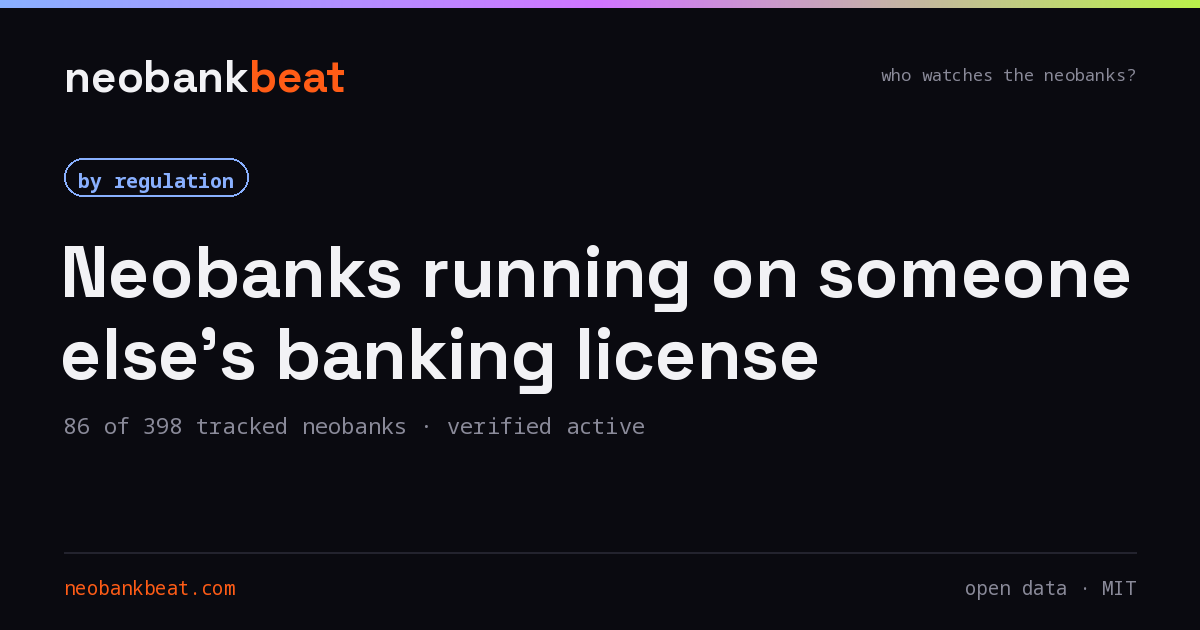 neobankbeat
who watches the neobanks?
by regulation
Neobanks running on someone
else’s banking license
86 of 398 tracked neobanks · verified active
neobankbeat.com
open data · MIT